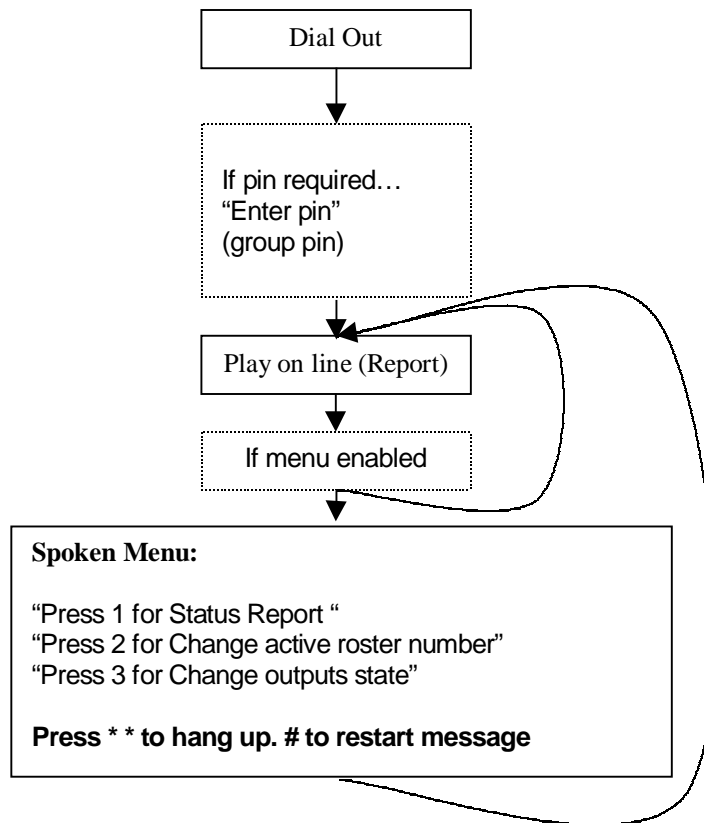 Dial Out
If pin required…
“Enter pin”
(group pin)
Play on line (Report)
If menu enabled
Spoken Menu:
“Press 1 for Status Report “
“Press 2 for Change active roster number”
“Press 3 for Change outputs state”
Press * * to hang up. # to restart message